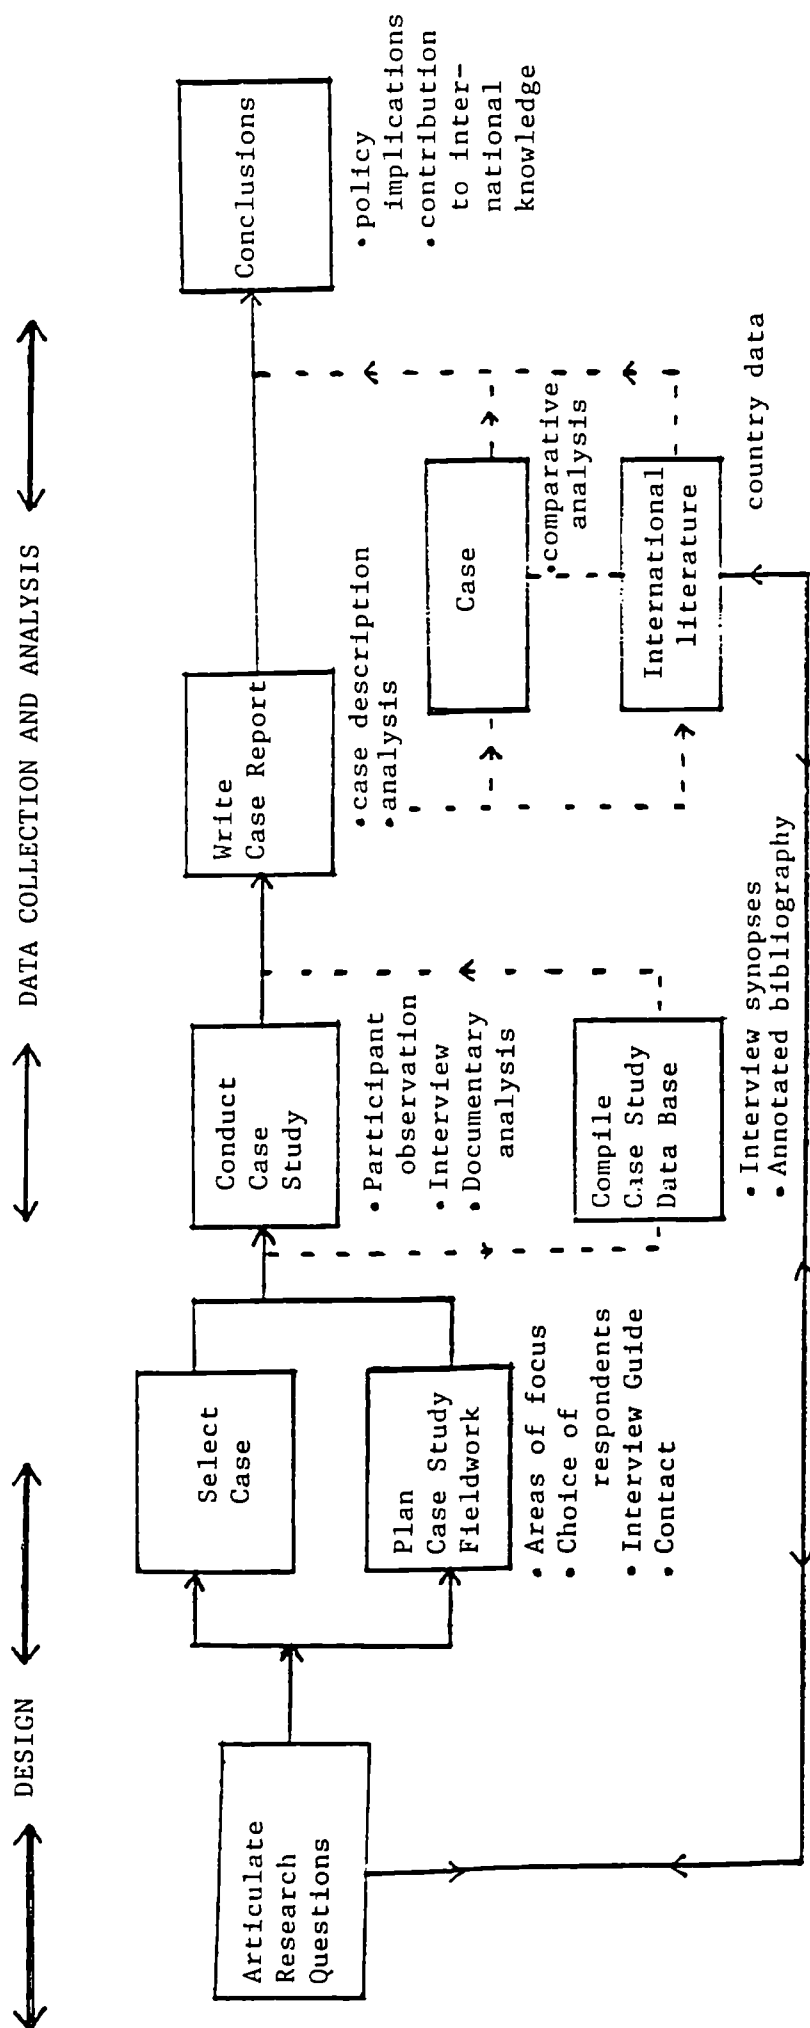 DESIGN
DATA COLLECTION AND ANALYSIS
Articulate
Research
Questions
Select
Case
Plan
Case Study
Fieldwork
• Areas of focus
• Choice of
respondents
• Interview Guide
• Contact
Conduct
Case
Study
• Participant
observation
• Interview
• Documentary
analysis
Compile
Case Study
Data Base
• Interview synopses
• Annotated bibliography
Write
Case Report
• case description
• analysis
Case
• comparative
analysis
International
literature
country data
Conclusions
• policy
implications
• contribution
to inter-
national
knowledge